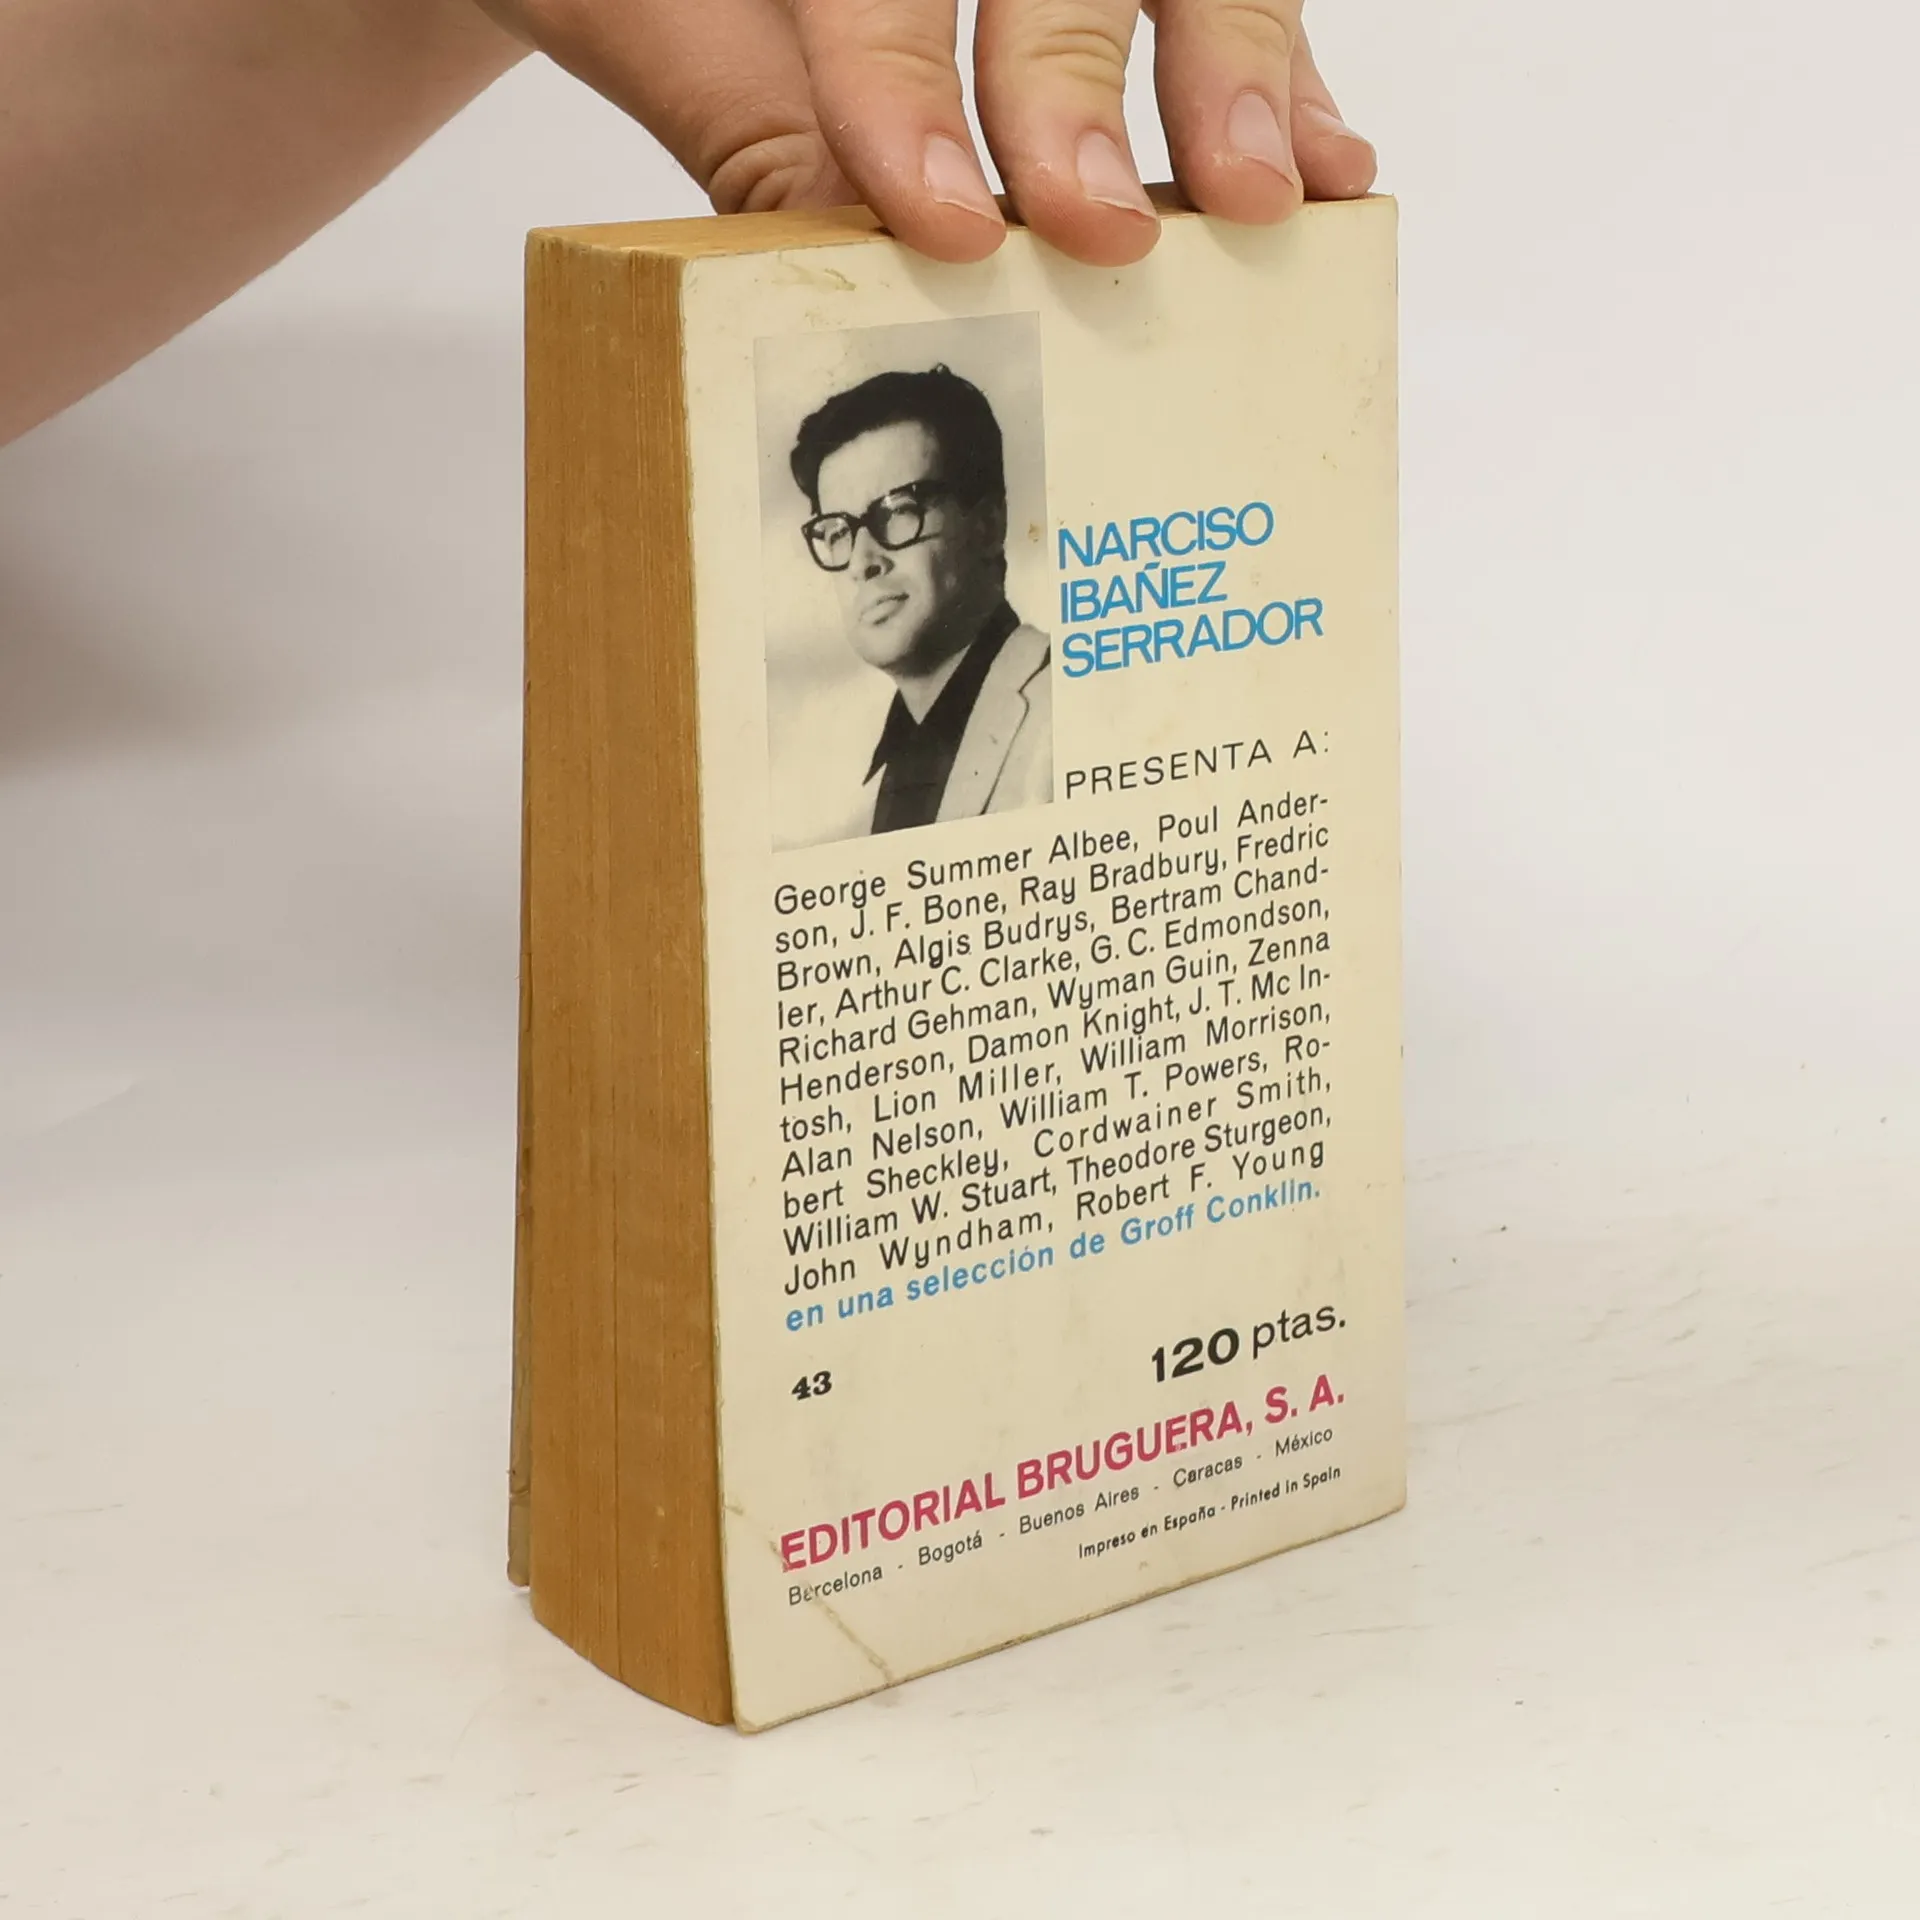 NARCISO
IBAÑEZ
SERRADOR
PRESENTA A:
George Summer Albee, Poul Ander-
son, J. F. Bone, Ray Bradbury, Fredric
Brown, Algis Budrys, Bertram Chand-
ler, Arthur C. Clarke, G. C. Edmondson,
Richard Gehman, Wyman Guin, Zenna
Henderson, Damon Knight, J. T. Mc In-
tosh, Lion Miller, William Morrison,
Alan Nelson, William T. Powers, Ro-
bert Sheckley, Cordwainer Smith,
William W. Stuart, Theodore Sturgeon,
John Wyndham, Robert F. Young
en una selección de Groff Conklin.
120 ptas.
43
EDITORIAL BRUGUERA, S. A.
Barcelona - Bogotá - Buenos Aires - Caracas - México
Impreso en España - Printed in Spain